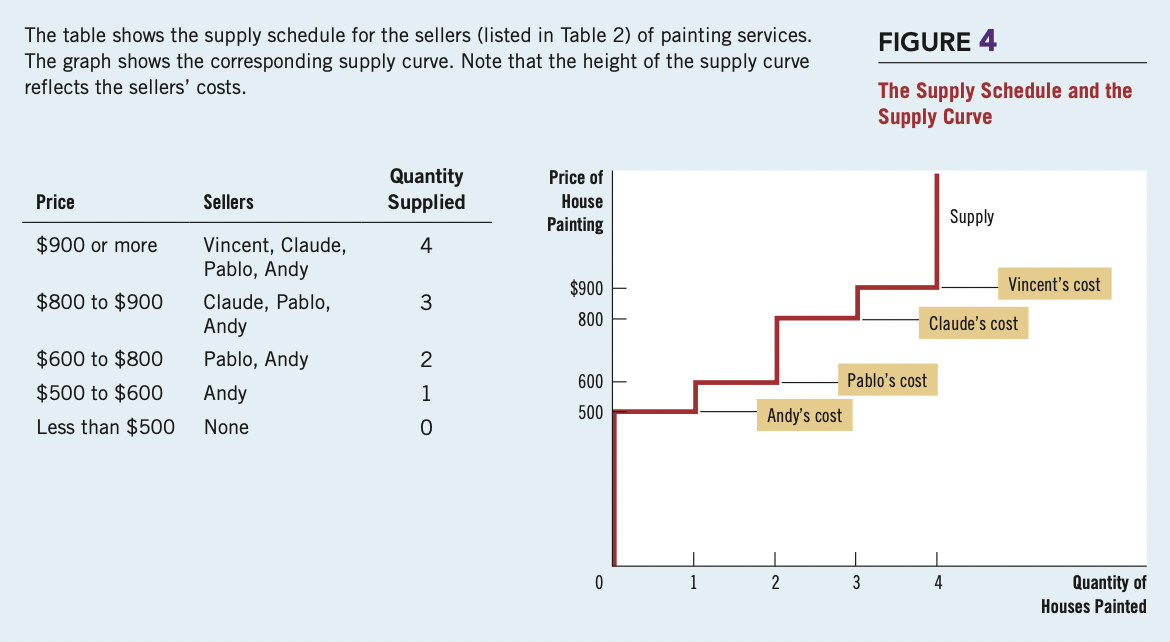 The table shows the supply schedule for the sellers (listed in Table 2) of painting services.
The graph shows the corresponding supply curve. Note that the height of the supply curve
reflects the sellers' costs.
FIGURE 4
The Supply Schedule and the
Supply Curve
Price Sellers Quantity
Supplied
$900 or more Vincent, Claude, 4
Pablo, Andy
$800 to $900 Claude, Pablo, 3
Andy
$600 to $800 Pablo, Andy 2
$500 to $600 Andy 1
Less than $500 None 0
Price of
House
Painting
Supply
$900
Vincent's cost
800
Claude's cost
600
Pablo's cost
500
Andy's cost
0 1 2 3 4 Quantity of
Houses Painted